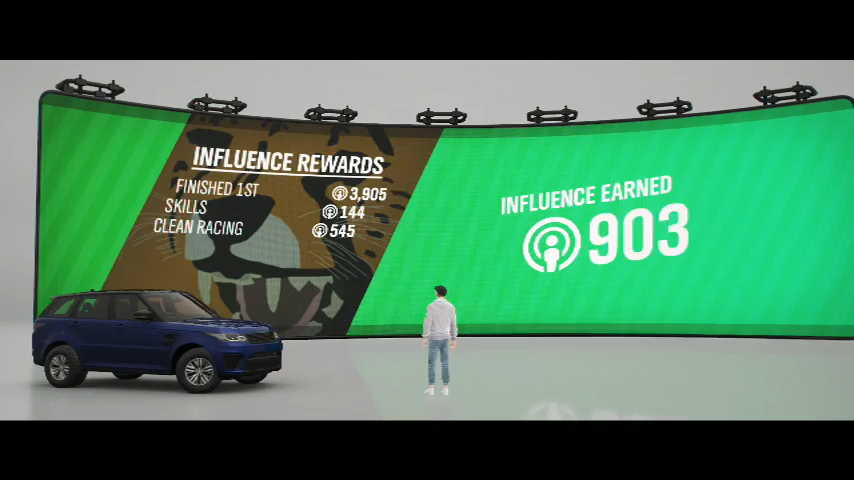 INFLUENCE REWARDS
FINISHED 1ST 3,905
SKILLS 144
CLEAN RACING 545
INFLUENCE EARNED
903